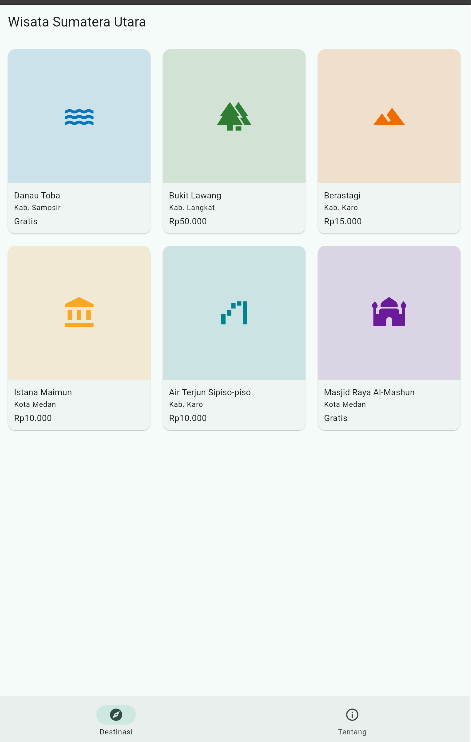 Wisata Sumatera Utara
Danau Toba
Kab. Samosir
Gratis
Bukit Lawang
Kab. Langkat
Rp50.000
Berastagi
Kab. Karo
Rp15.000
Istana Maimun
Kota Medan
Rp10.000
Air Terjun Sipiso-piso
Kab. Karo
Rp10.000
Masjid Raya Al-Mashun
Kota Medan
Gratis
Destinasi
Tentang